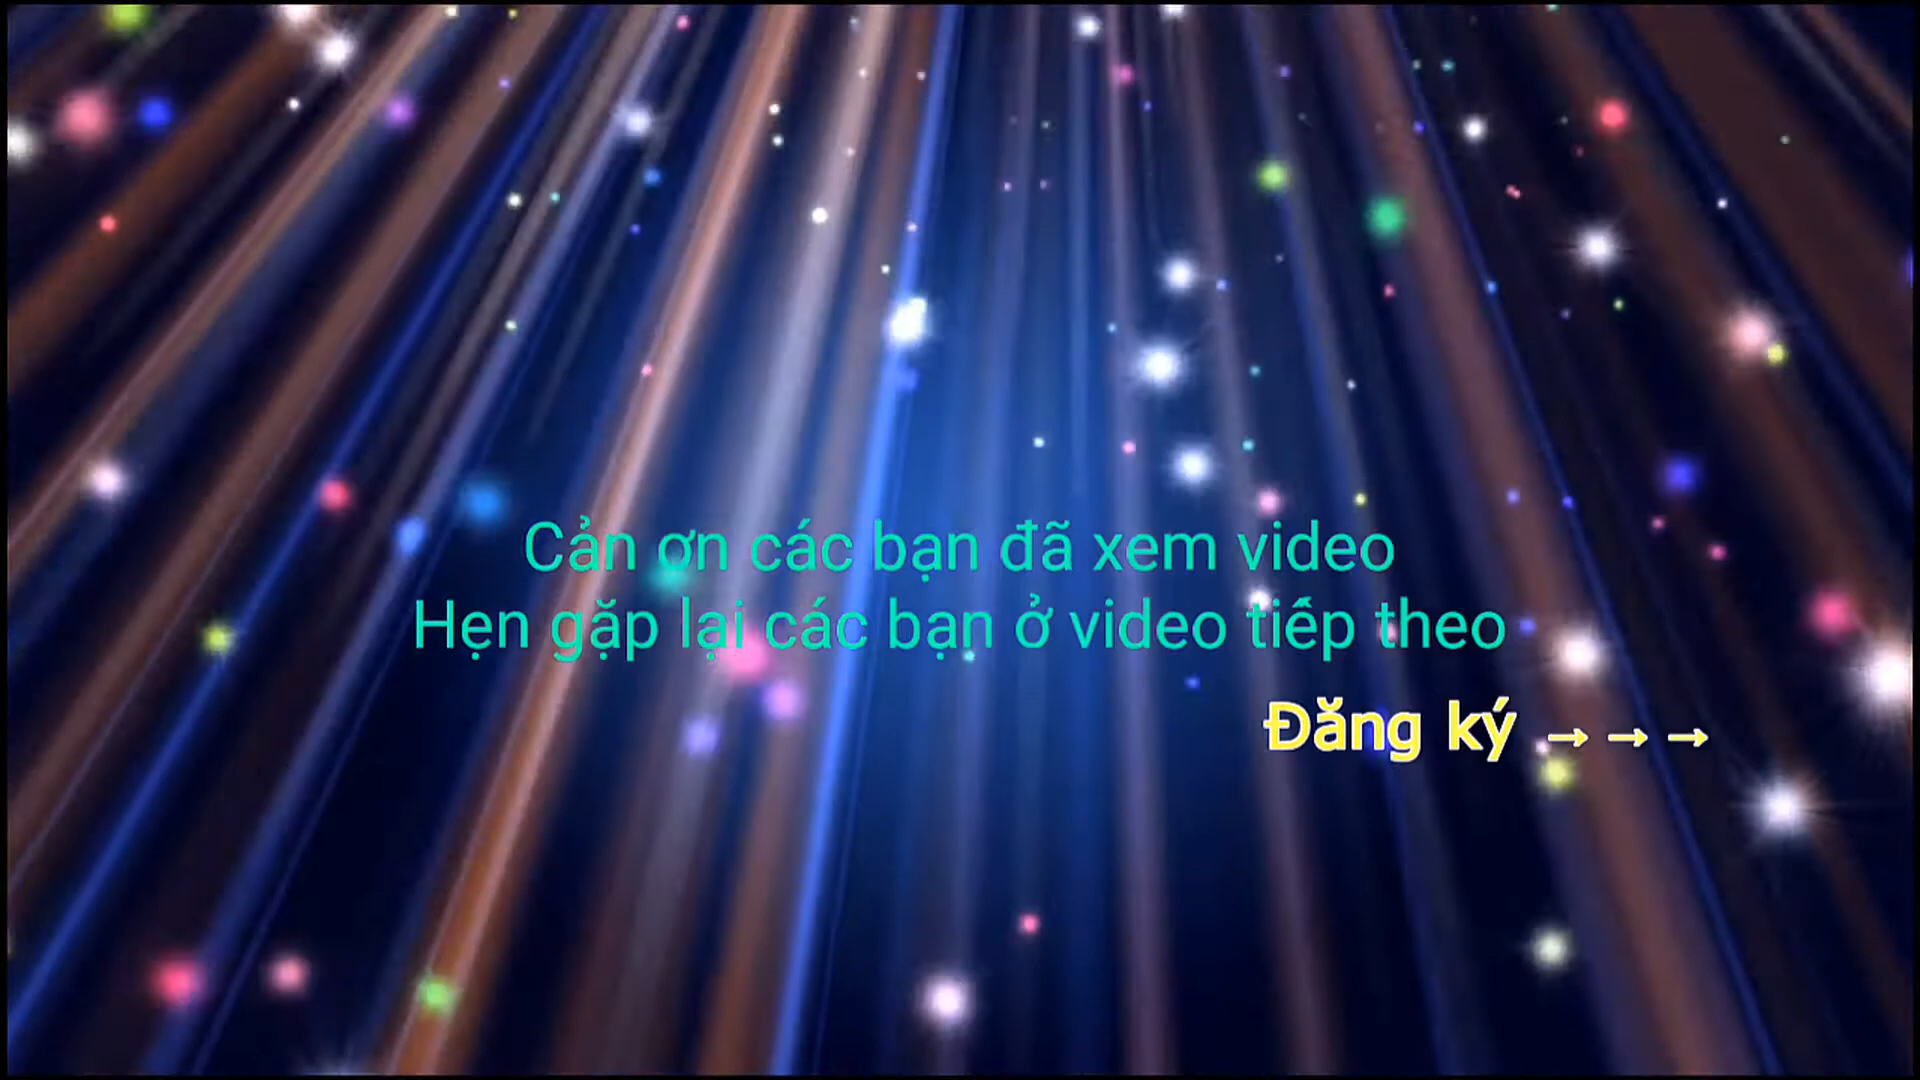 Cản ơn các bạn đã xem video
Hẹn gặp lại các bạn ở video tiếp theo
Đăng ký →→→